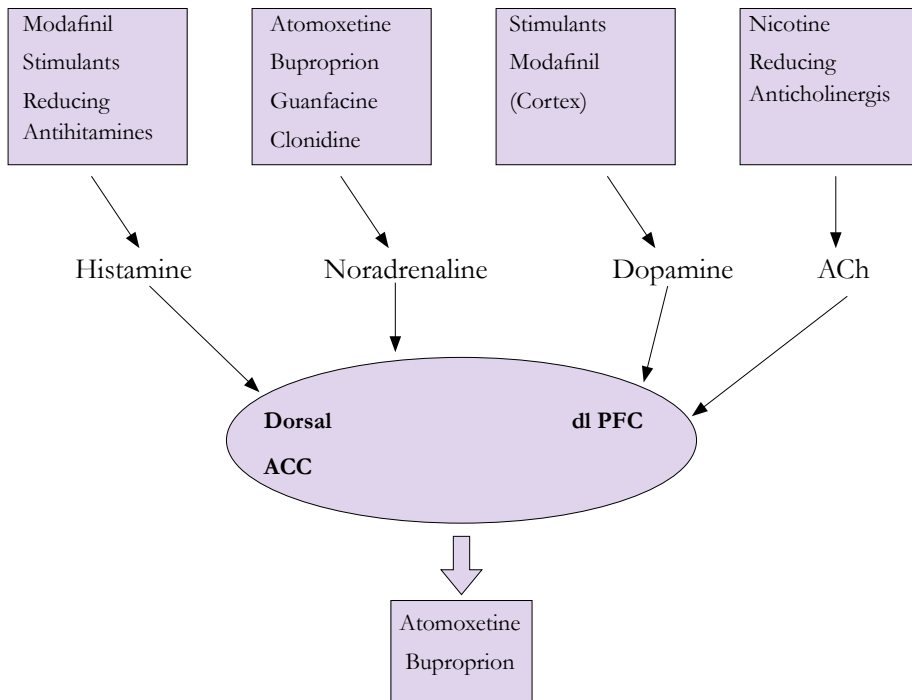 Modafinil
Stimulants
Reducing
Antihitamines
Atomoxetine
Buproprion
Guanfacine
Clonidine
Stimulants
Modafinil
(Cortex)
Nicotine
Reducing
Anticholinergis
Histamine
Noradrenaline
Dopamine
ACh
Dorsal
ACC
dl PFC
Atomoxetine
Buproprion